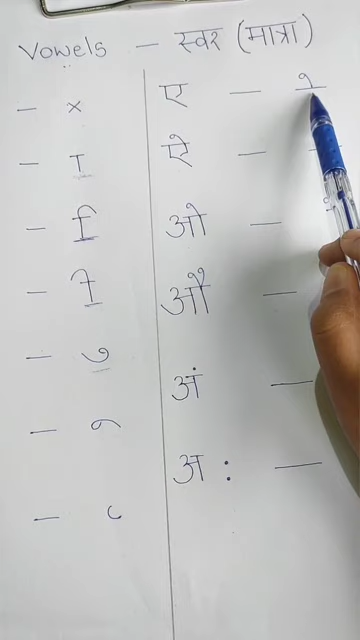 Vowels – स्वर (मात्रा)
– ×
– ा
– ि
– ी
– ु
– ू
– ृ
ए – े
ऐ –
ओ –
औ –
अं –
अः –